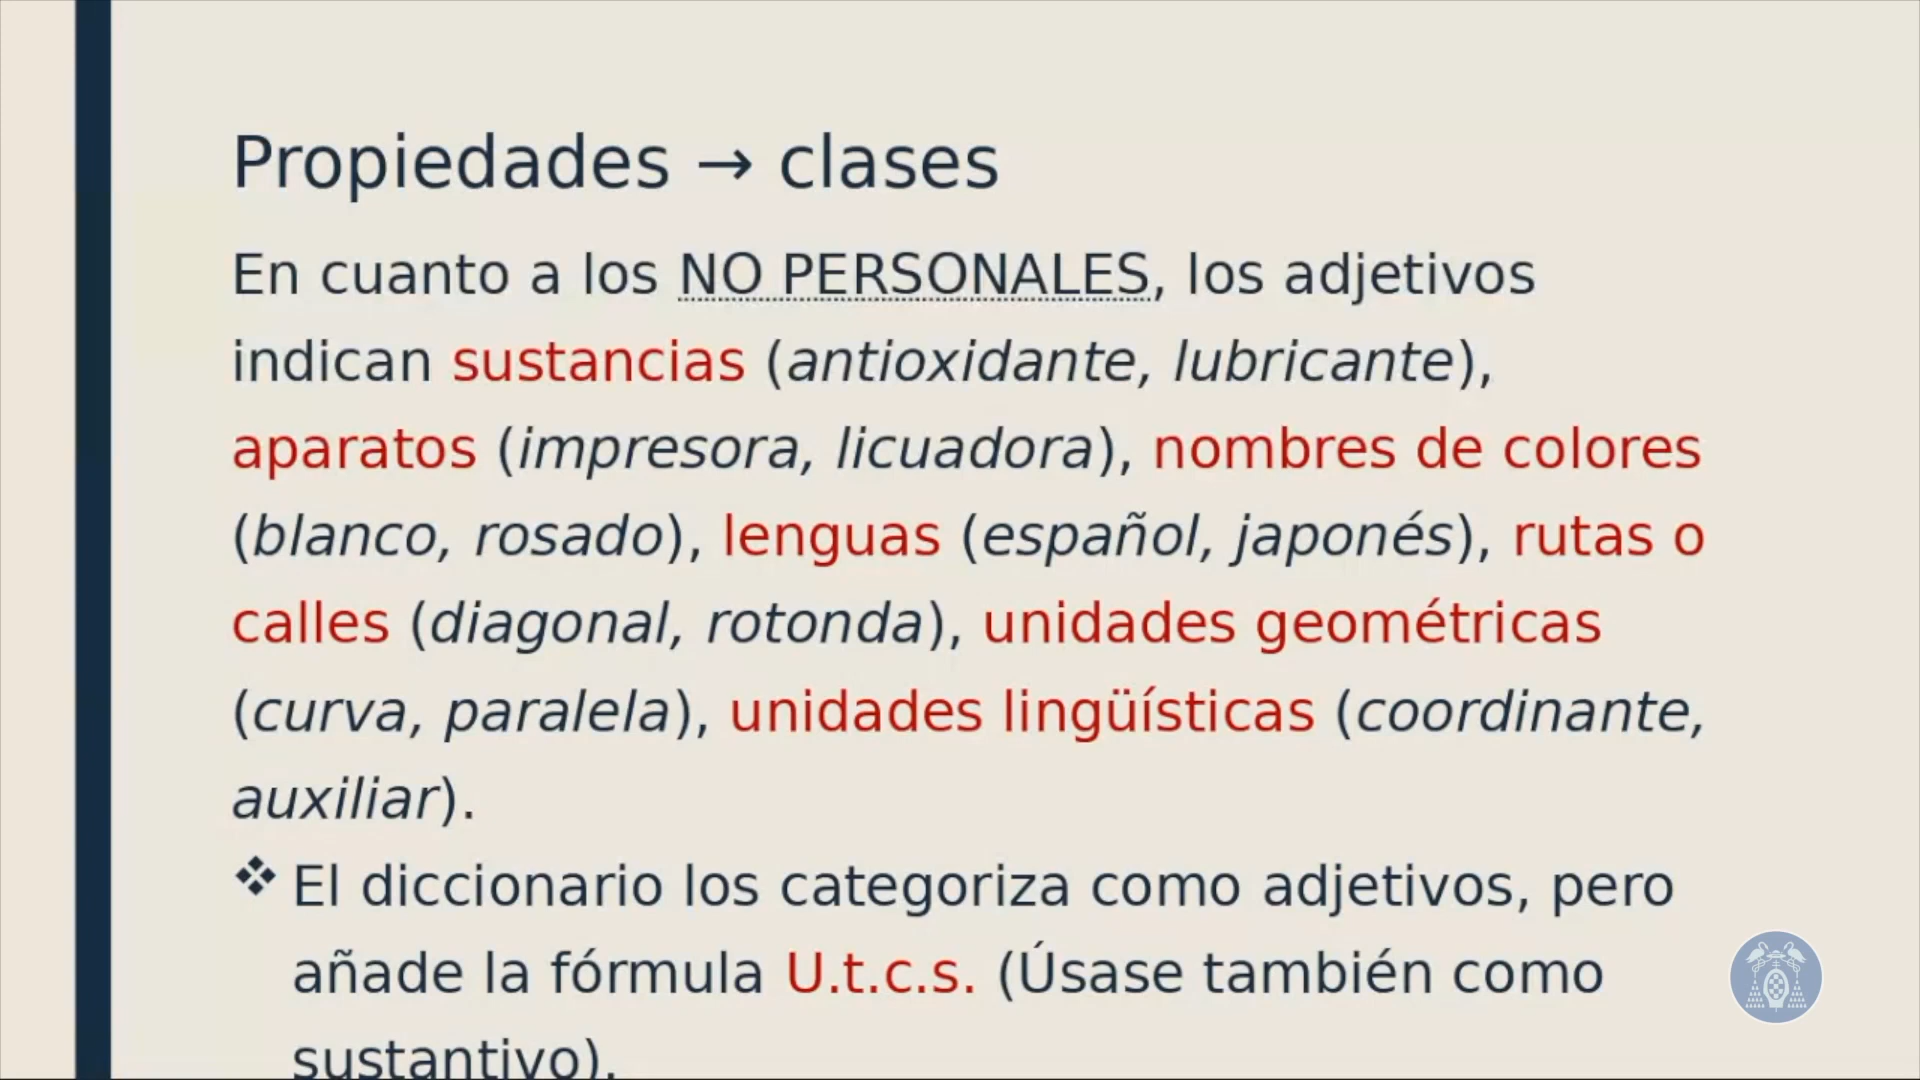 Propiedades → clases
En cuanto a los NO PERSONALES, los adjetivos
indican sustancias (antioxidante, lubricante),
aparatos (impresora, licuadora), nombres de colores
(blanco, rosado), lenguas (español, japonés), rutas o
calles (diagonal, rotonda), unidades geométricas
(curva, paralela), unidades lingüísticas (coordinante,
auxiliar).
❖ El diccionario los categoriza como adjetivos, pero
añade la fórmula U.t.c.s. (Úsase también como
sustantivo).